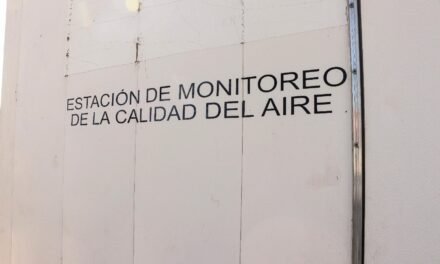 ESTACIÓN DE MONITOREO
DE LA CALIDAD DEL AIRE